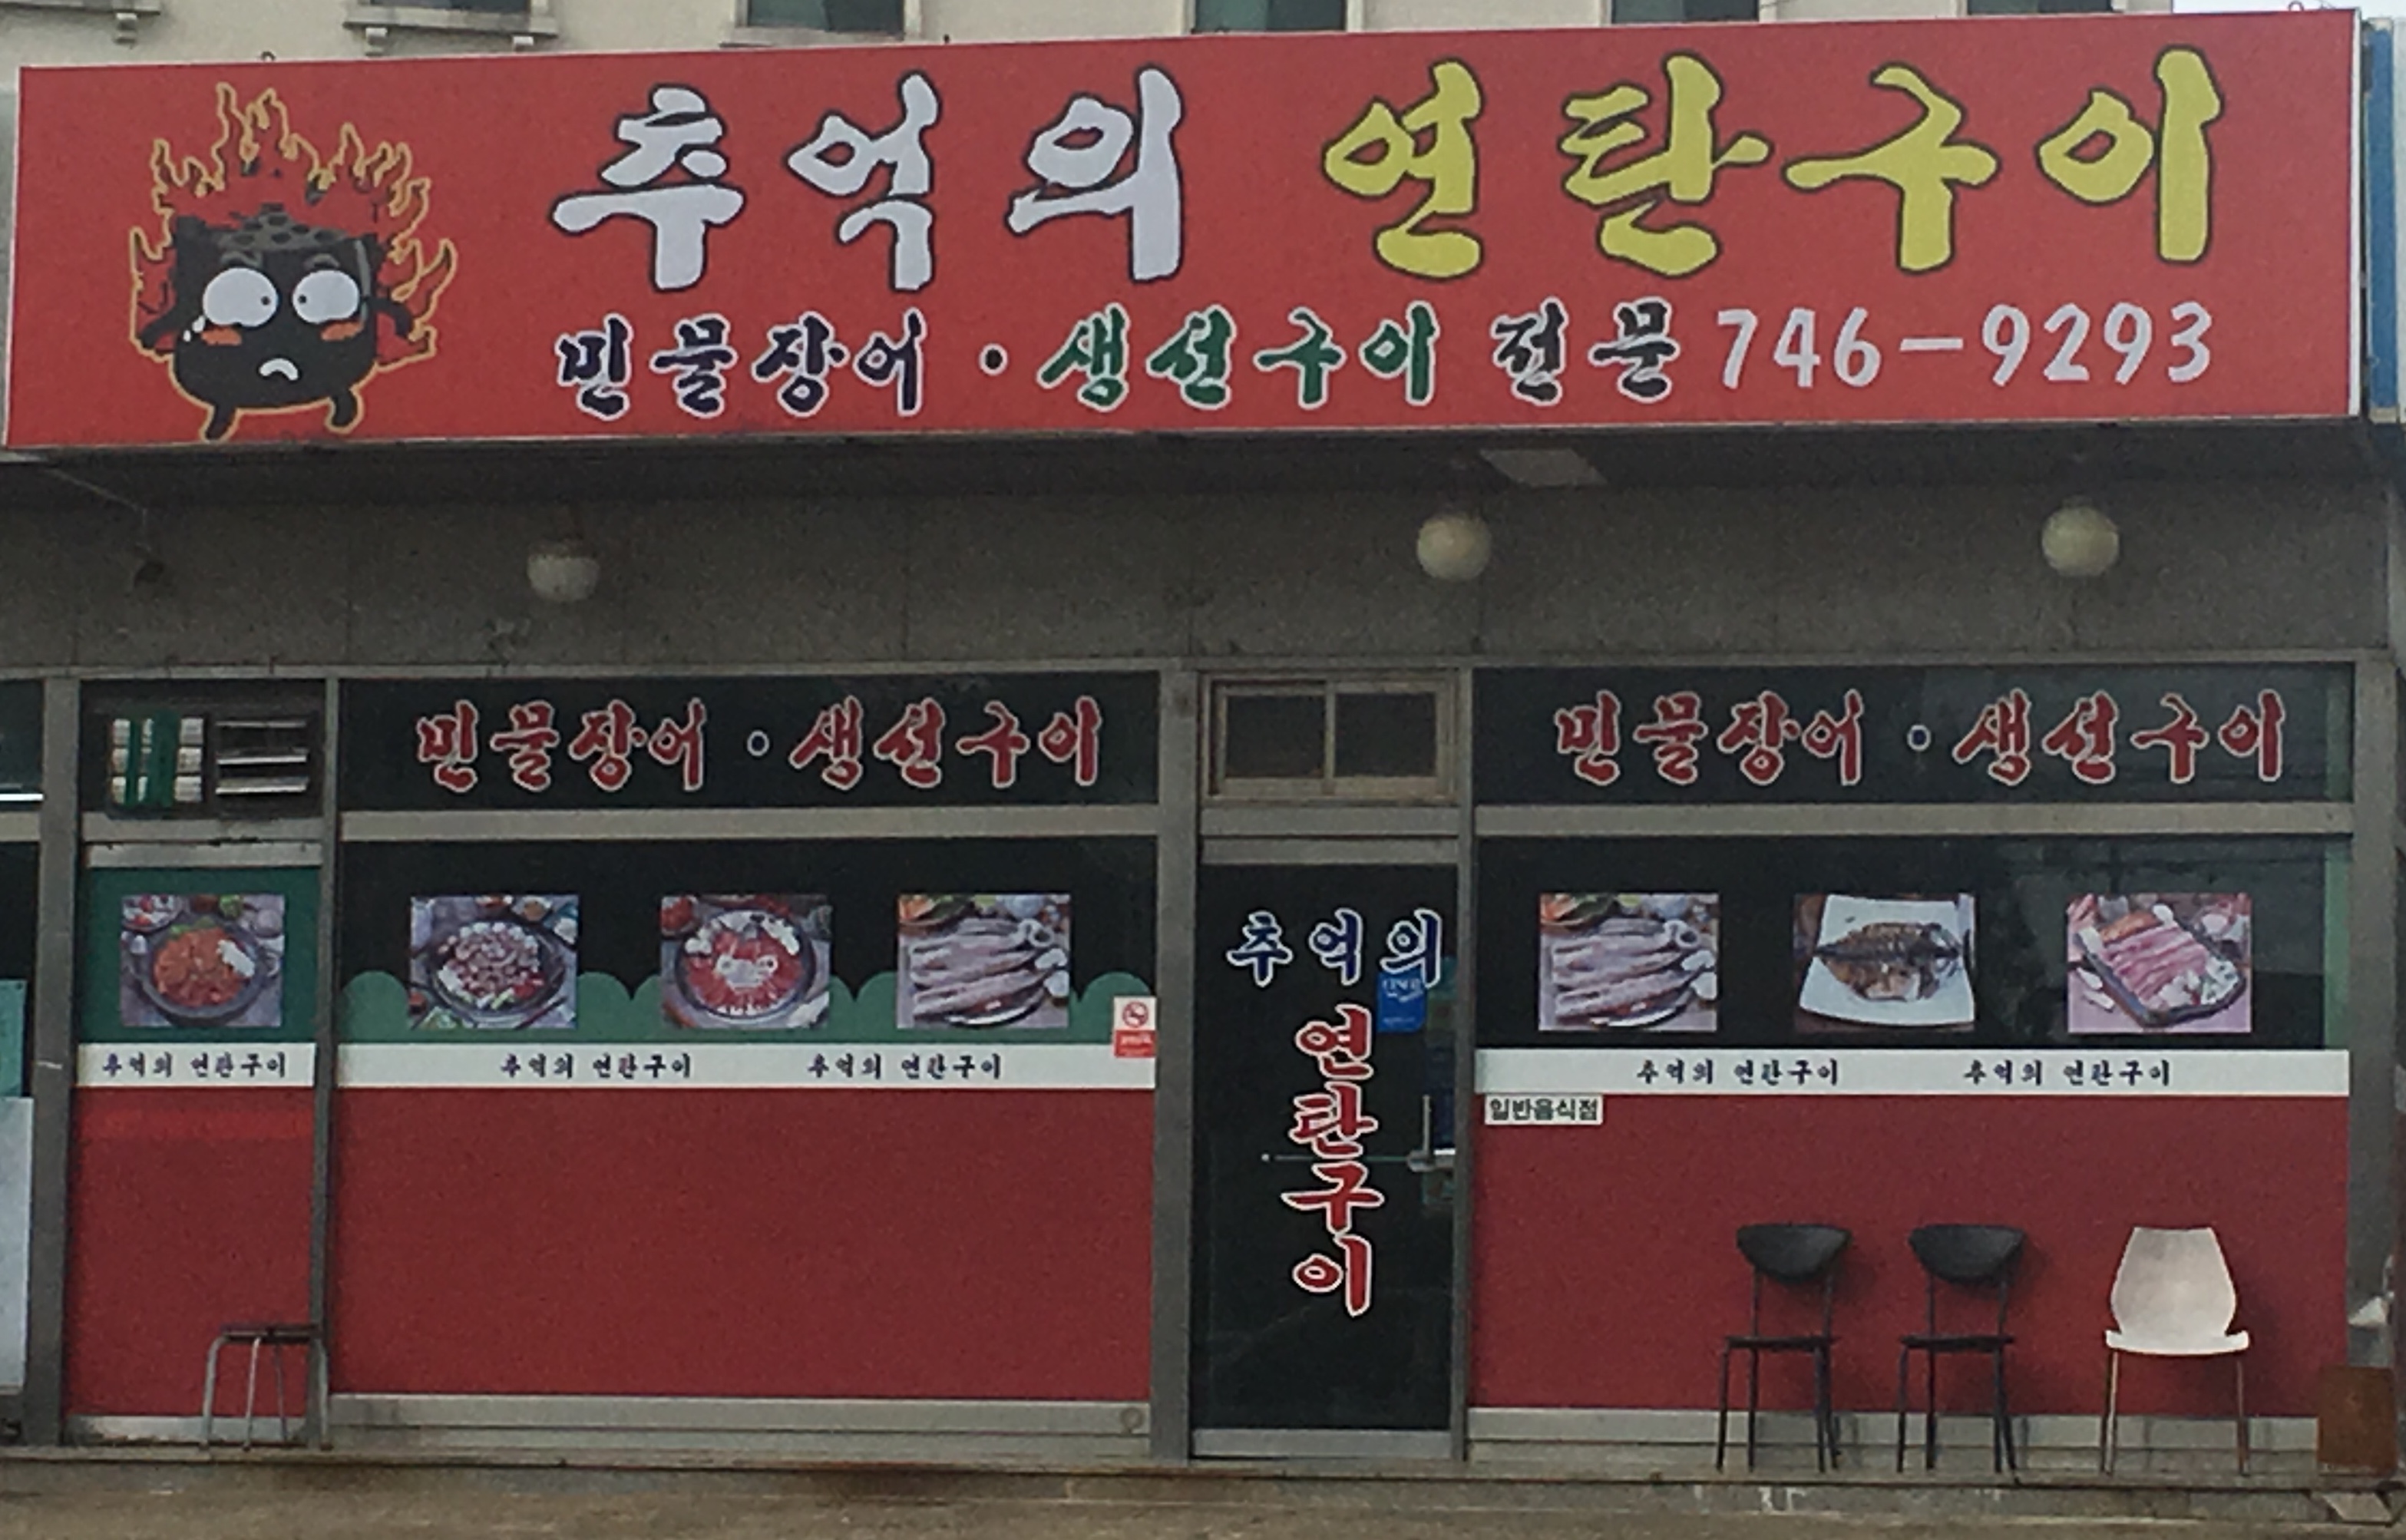 추억의 연탄구이
민물장어 · 생선구이 전문 746-9293
민물장어 · 생선구이
민물장어 · 생선구이
추억의
연탄구이
추억의 연탄구이
추억의 연탄구이
추억의 연탄구이
추억의 연탄구이
추억의 연탄구이
일반음식점